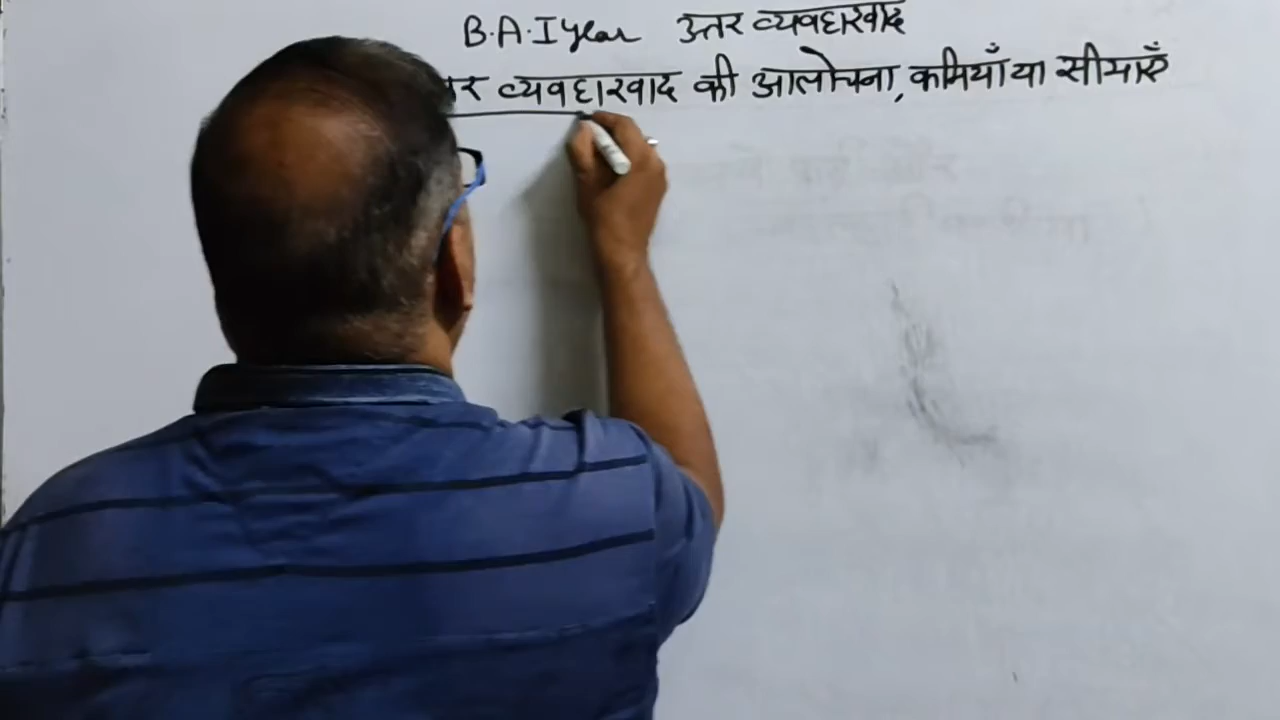 B.A. I year उत्तर व्यवहारवाद
व्यवहारवाद की आलोचना, कमियाँ या सीमाएँ